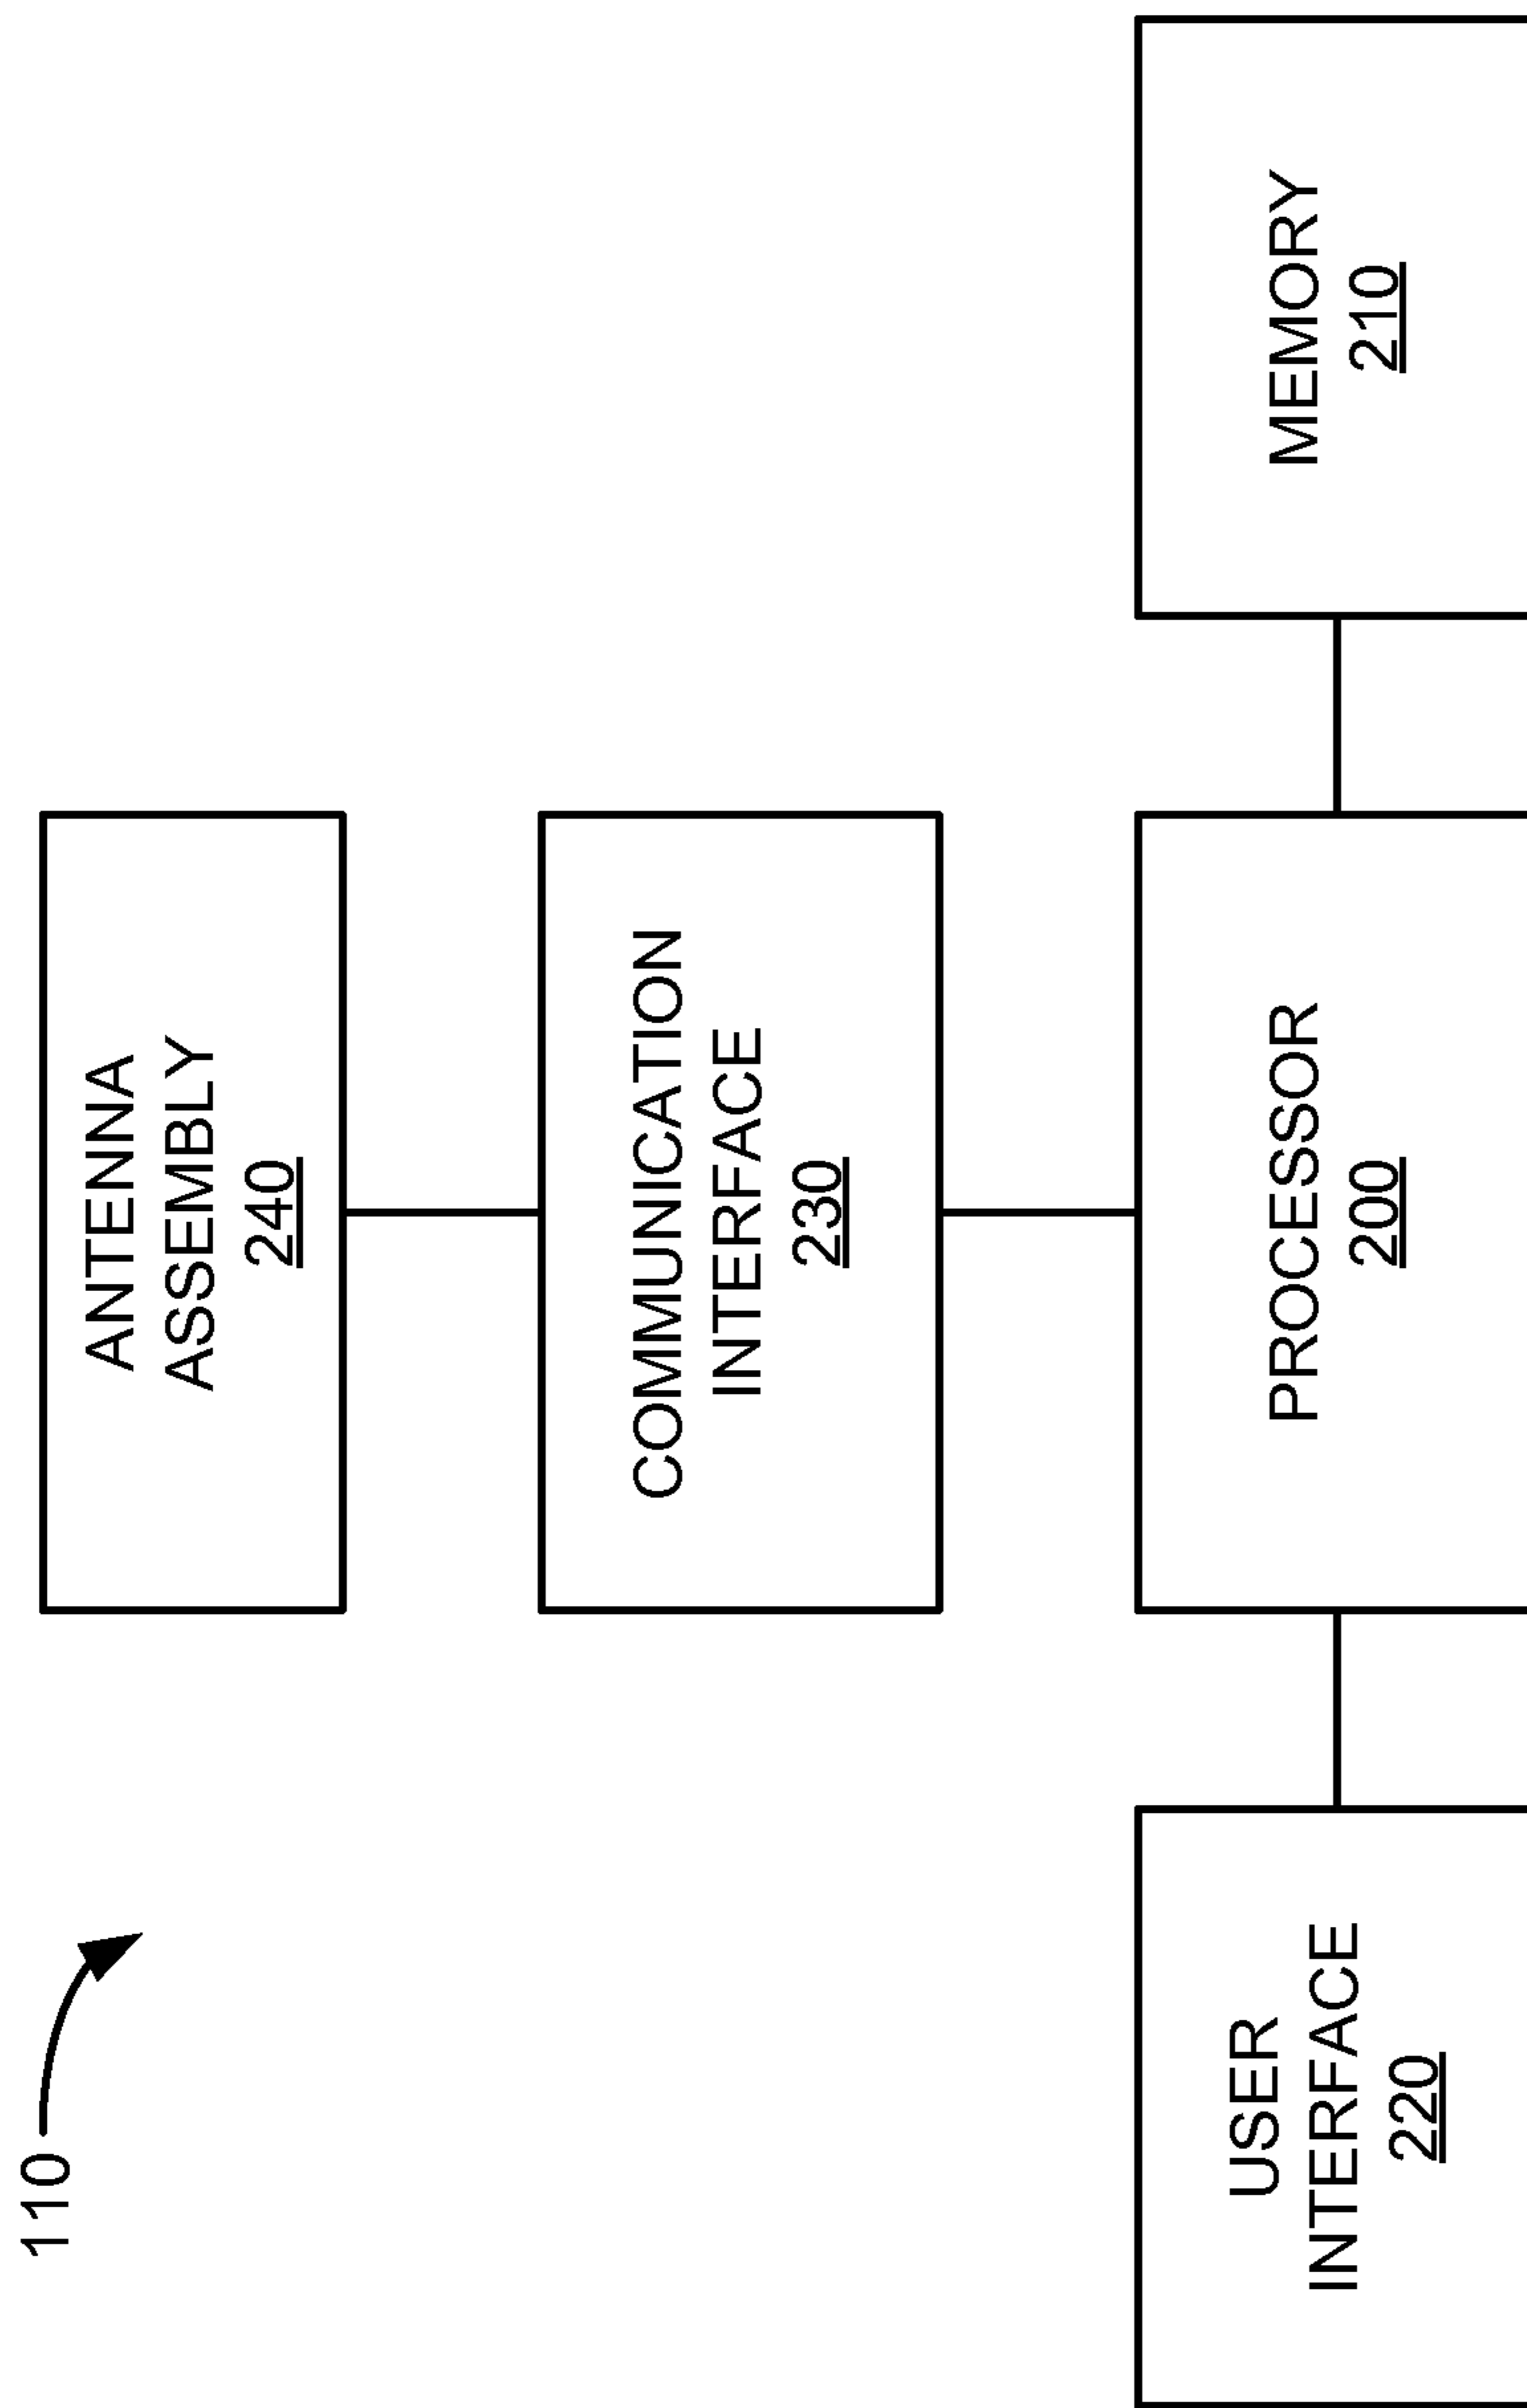 110
ANTENNA
ASSEMBLY
240
COMMUNICATION
INTERFACE
230
USER
INTERFACE
220
PROCESSOR
200
MEMORY
210